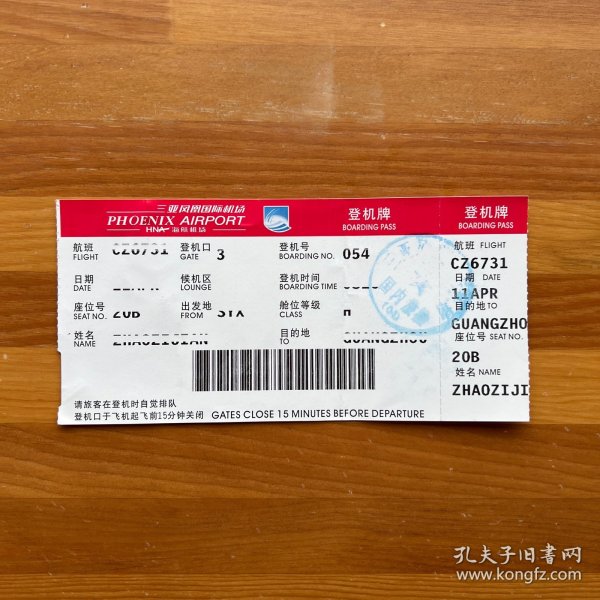 三亚凤凰国际机场
PHOENIX AIRPORT
HNA 海航机场
登机牌
BOARDING PASS
登机牌
BOARDING PASS
航班
FLIGHT
CZ6731
登机口
GATE
3
登机号
BOARDING NO.
054
日期
DATE
候机区
LOUNGE
登机时间
BOARDING TIME
座位号
SEAT NO.
20B
出发地
FROM
SYX
舱位等级
CLASS
H
姓名
NAME
目的地
TO
GUANGZHOU
请旅客在登机时自觉排队
登机口于飞机起飞前15分钟关闭 GATES CLOSE 15 MINUTES BEFORE DEPARTURE
航班 FLIGHT
CZ6731
日期 DATE
11APR
目的地 TO
GUANGZHO
座位号 SEAT NO.
20B
姓名 NAME
ZHAOZIJI
孔夫子旧书网
www.kongfz.com